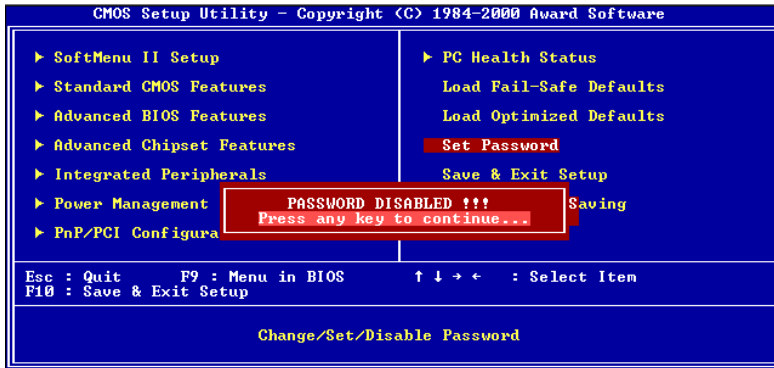 CMOS Setup Utility - Copyright (C) 1984-2000 Award Software
▶ SoftMenu II Setup
▶ Standard CMOS Features
▶ Advanced BIOS Features
▶ Advanced Chipset Features
▶ Integrated Peripherals
▶ Power Management
▶ PnP/PCI Configura
▶ PC Health Status
Load Fail-Safe Defaults
Load Optimized Defaults
Set Password
Save & Exit Setup
Saving
PASSWORD DISABLED !!!
Press any key to continue...
Esc : Quit F9 : Menu in BIOS ↑ ↓ → ← : Select Item
F10 : Save & Exit Setup
Change/Set/Disable Password